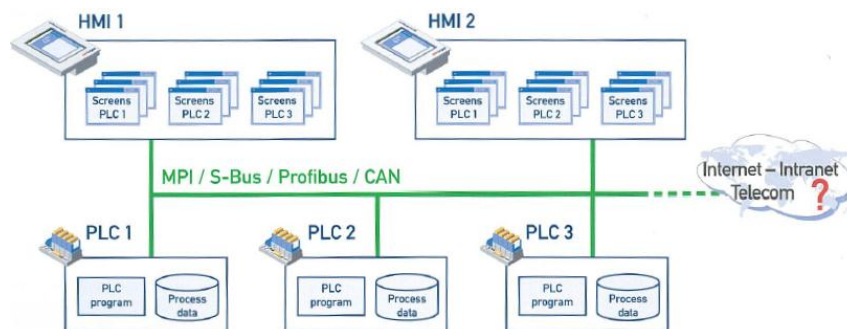 HMI 1
HMI 2
Screens
PLC 1
Screens
PLC 2
Screens
PLC 3
Screens
PLC 1
Screens
PLC 2
Screens
PLC 3
MPI / S-Bus / Profibus / CAN
Internet – Intranet
Telecom ?
PLC 1
PLC 2
PLC 3
PLC
program
Process
data
PLC
program
Process
data
PLC
program
Process
data